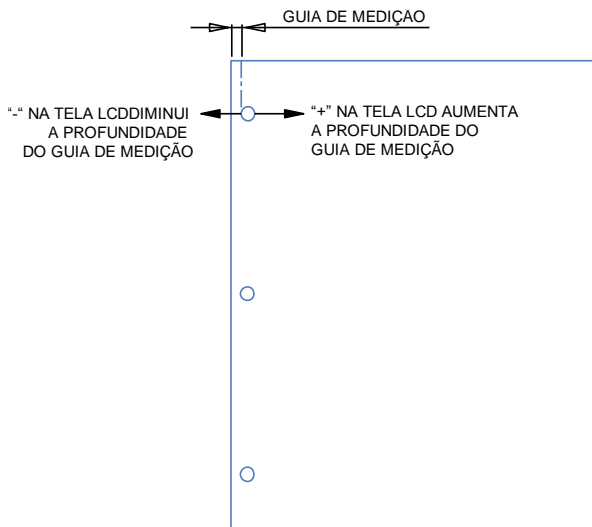 GUIA DE MEDIÇAO
"-“ NA TELA LCDDIMINUI
A PROFUNDIDADE
DO GUIA DE MEDIÇÃO
“+” NA TELA LCD AUMENTA
A PROFUNDIDADE DO
GUIA DE MEDIÇÃO